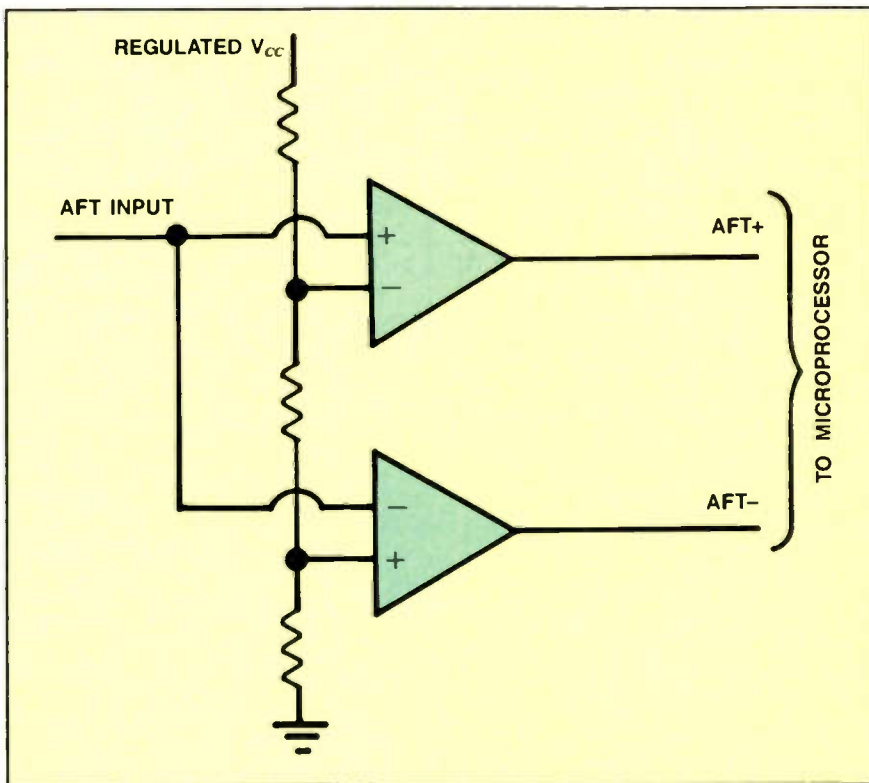 REGULATED Vcc
AFT INPUT
+
−
AFT+
−
+
AFT−
TO MICROPROCESSOR